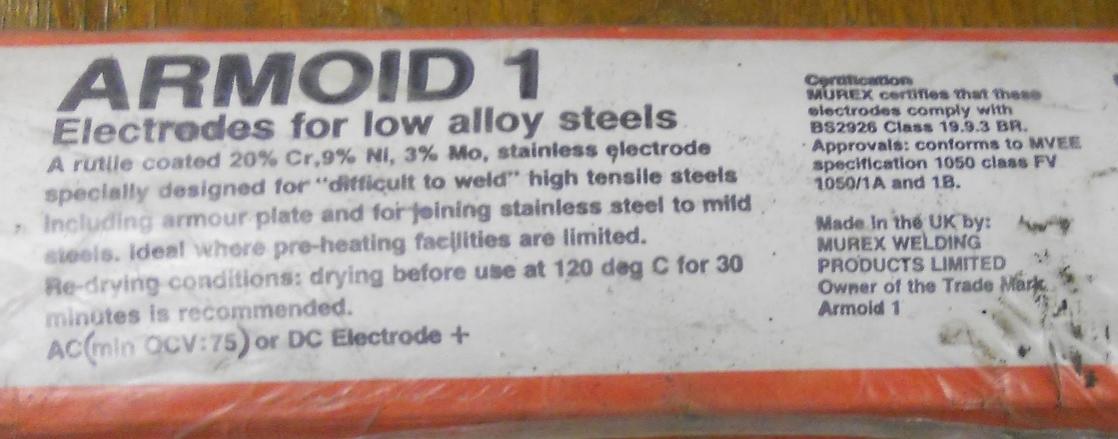 ARMOID 1
Electrodes for low alloy steels
A rutile coated 20% Cr,9% Ni, 3% Mo, stainless electrode
specially designed for "difficult to weld" high tensile steels
including armour plate and for joining stainless steel to mild
steels. Ideal where pre-heating facilities are limited.
Re-drying conditions: drying before use at 120 deg C for 30
minutes is recommended.
AC(min OCV:75) or DC Electrode +
Certification
MUREX certifies that these
electrodes comply with
BS2926 Class 19.9.3 BR.
Approvals: conforms to MVEE
specification 1050 class FV
1050/1A and 1B.
Made in the UK by:
MUREX WELDING
PRODUCTS LIMITED
Owner of the Trade Mark
Armoid 1